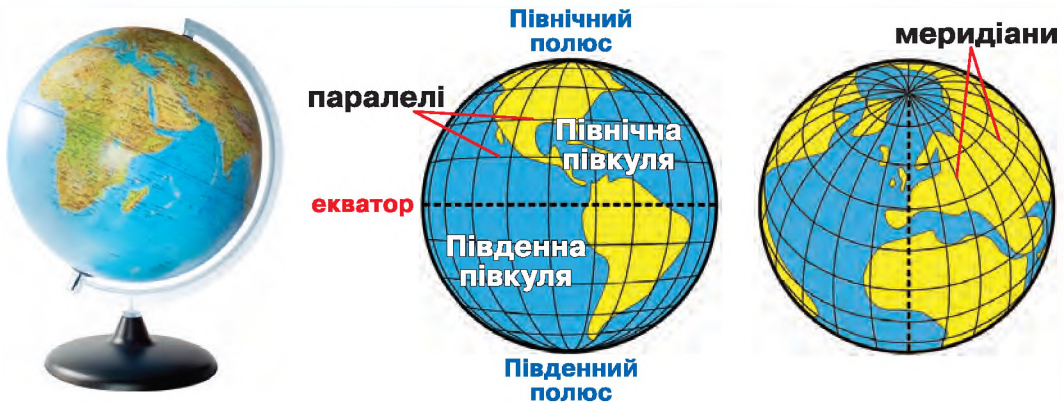 Північний
полюс
меридіани
паралелі
Північна
півкуля
екватор
Південна
півкуля
Південний
полюс